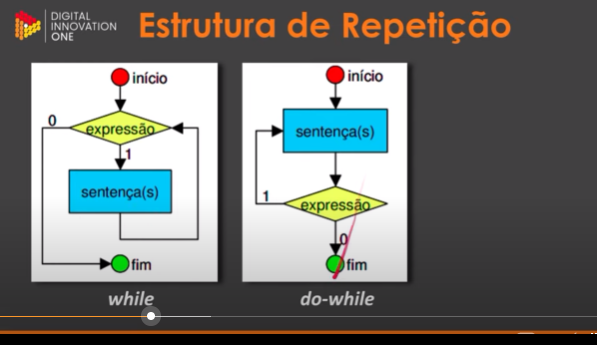 DIGITAL
INNOVATION
ONE
Estrutura de Repetição
início
0
expressão
1
sentença(s)
fim
while
início
sentença(s)
1
expressão
0
fim
do-while